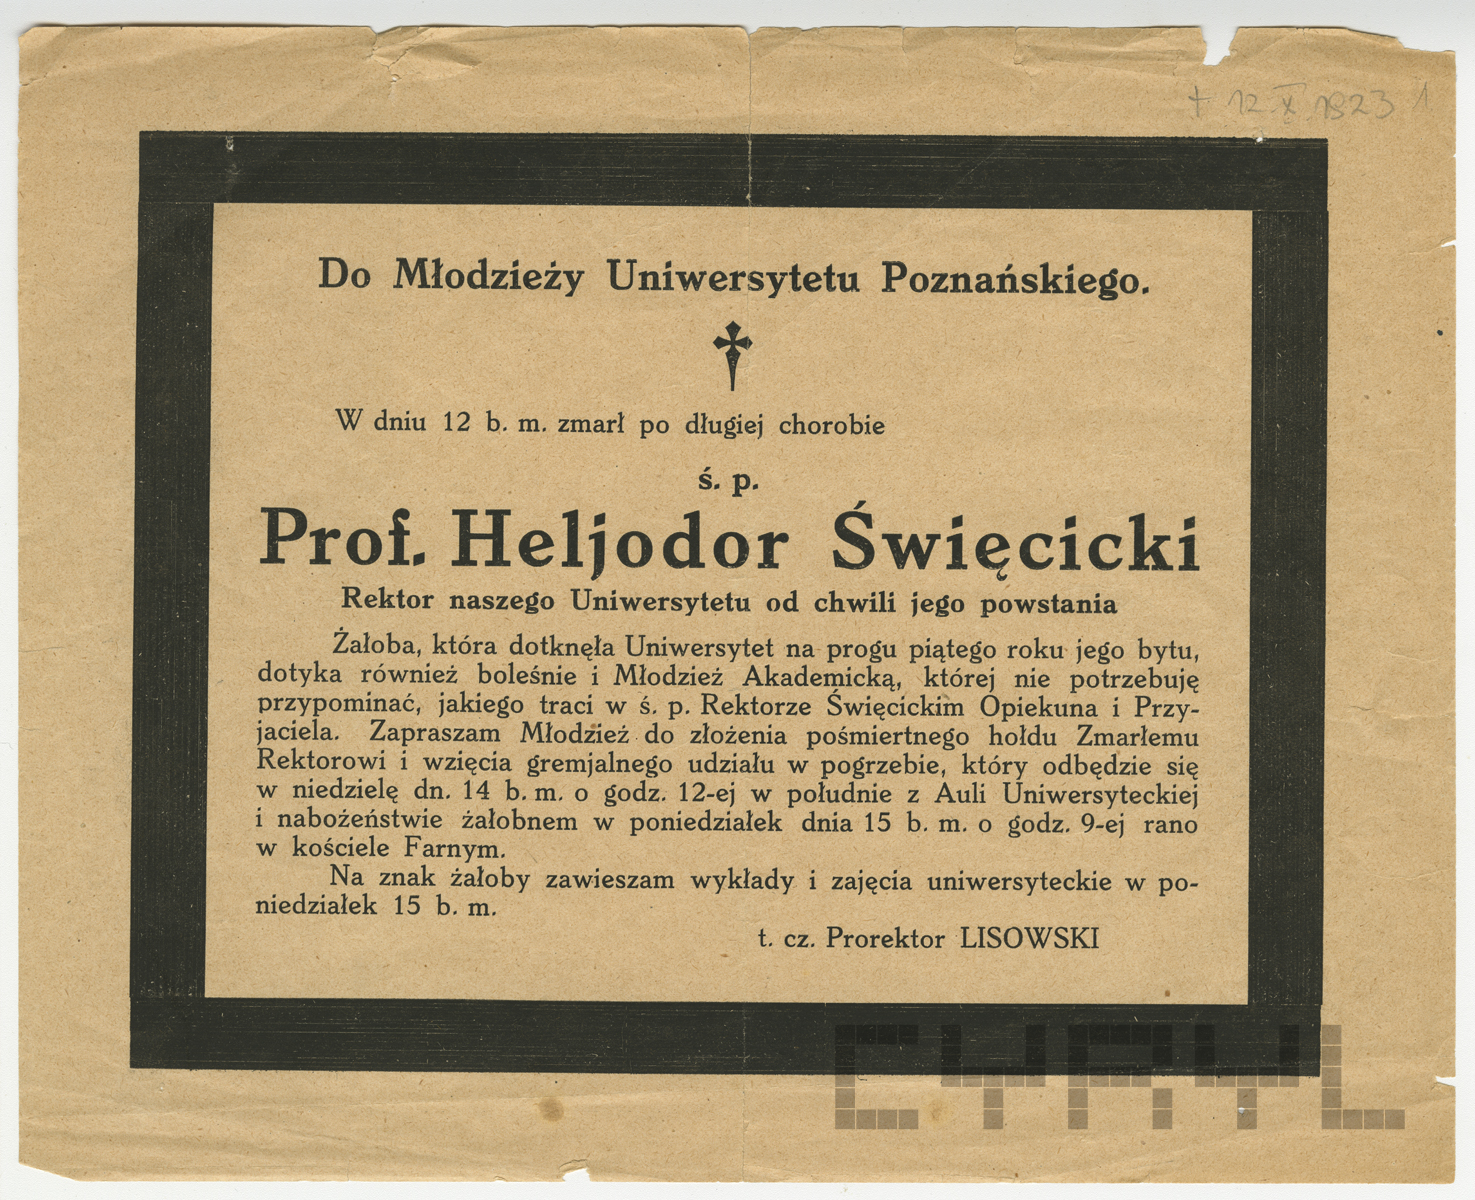 † 12 X 1923 1
Do Młodzieży Uniwersytetu Poznańskiego.
W dniu 12 b. m. zmarł po długiej chorobie
ś. p.
Prof. Heljodor Święcicki
Rektor naszego Uniwersytetu od chwili jego powstania
Żałoba, która dotknęła Uniwersytet na progu piątego roku jego bytu,
dotyka również boleśnie i Młodzież Akademicką, której nie potrzebuję
przypominać, jakiego traci w ś. p. Rektorze Święcickim Opiekuna i Przy-
jaciela. Zapraszam Młodzież do złożenia pośmiertnego hołdu Zmarłemu
Rektorowi i wzięcia gremjalnego udziału w pogrzebie, który odbędzie się
w niedzielę dn. 14 b. m. o godz. 12-ej w południe z Auli Uniwersyteckiej
i nabożeństwie żałobnem w poniedziałek dnia 15 b. m. o godz. 9-ej rano
w kościele Farnym.
Na znak żałoby zawieszam wykłady i zajęcia uniwersyteckie w po-
niedziałek 15 b. m.
t. cz. Prorektor LISOWSKI
CYRYL